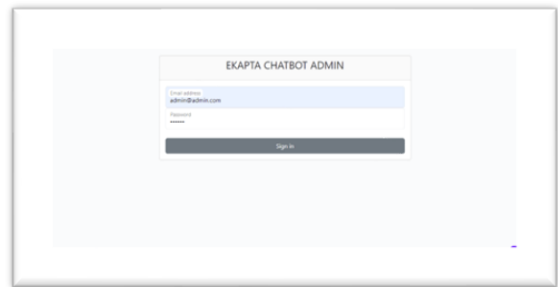 EKAPTA CHATBOT ADMIN
Email address
admin@admin.com
Password
Sign in